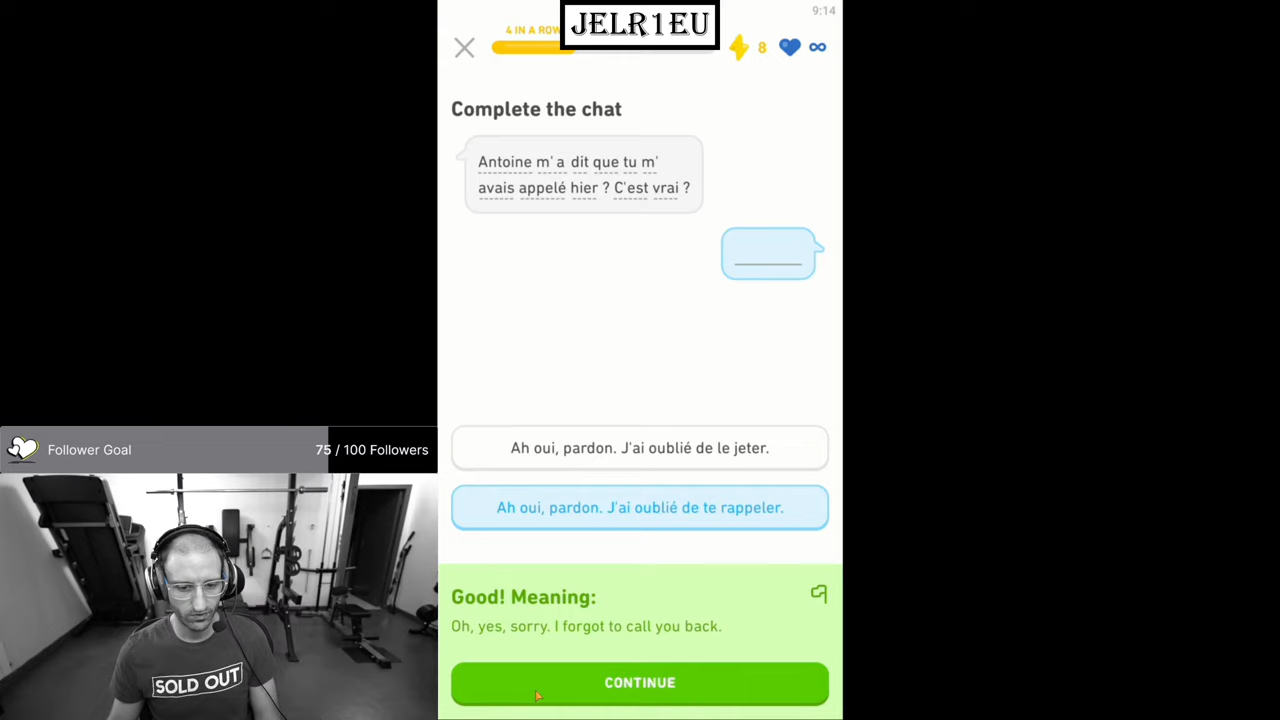 JELR1EU
9:14
4 IN A ROW
8
∞
Complete the chat
Antoine m' a dit que tu m'
avais appelé hier ? C'est vrai ?
Ah oui, pardon. J'ai oublié de le jeter.
Ah oui, pardon. J'ai oublié de te rappeler.
Follower Goal
75 / 100 Followers
SOLD OUT
Good! Meaning:
Oh, yes, sorry. I forgot to call you back.
CONTINUE